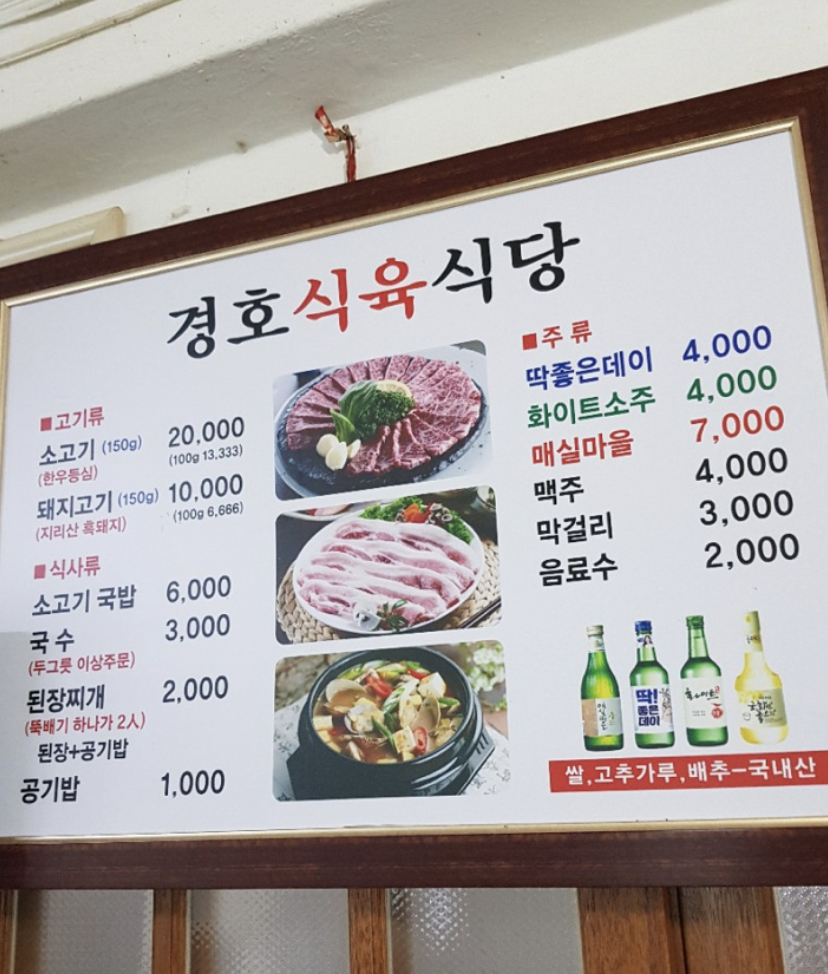 경호식육식당
■고기류
소고기 (150g) 20,000
(한우등심) (100g 13,333)
돼지고기 (150g) 10,000
(지리산 흑돼지) (100g 6,666)
■식사류
소고기 국밥 6,000
국 수 3,000
(두그릇 이상주문)
된장찌개 2,000
(뚝배기 하나가 2人)
된장+공기밥
공기밥 1,000
■주 류
딱좋은데이 4,000
화이트소주 4,000
매실마을 7,000
맥주 4,000
막걸리 3,000
음료수 2,000
딱!
좋은
데이
쌀,고추가루,배추-국내산